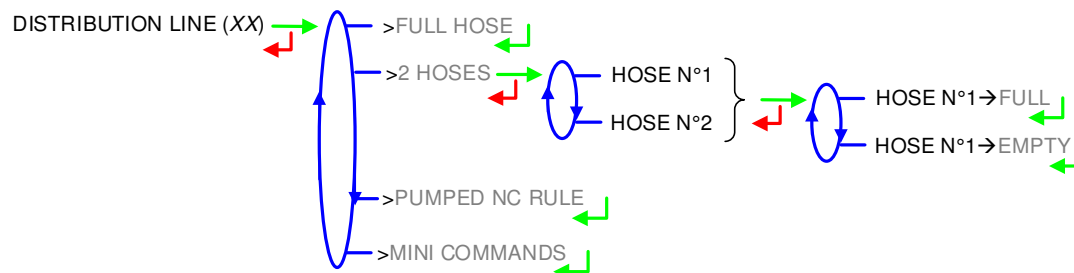 DISTRIBUTION LINE (XX)
>FULL HOSE
>2 HOSES
HOSE N°1
HOSE N°2
HOSE N°1→FULL
HOSE N°1→EMPTY
>PUMPED NC RULE
>MINI COMMANDS